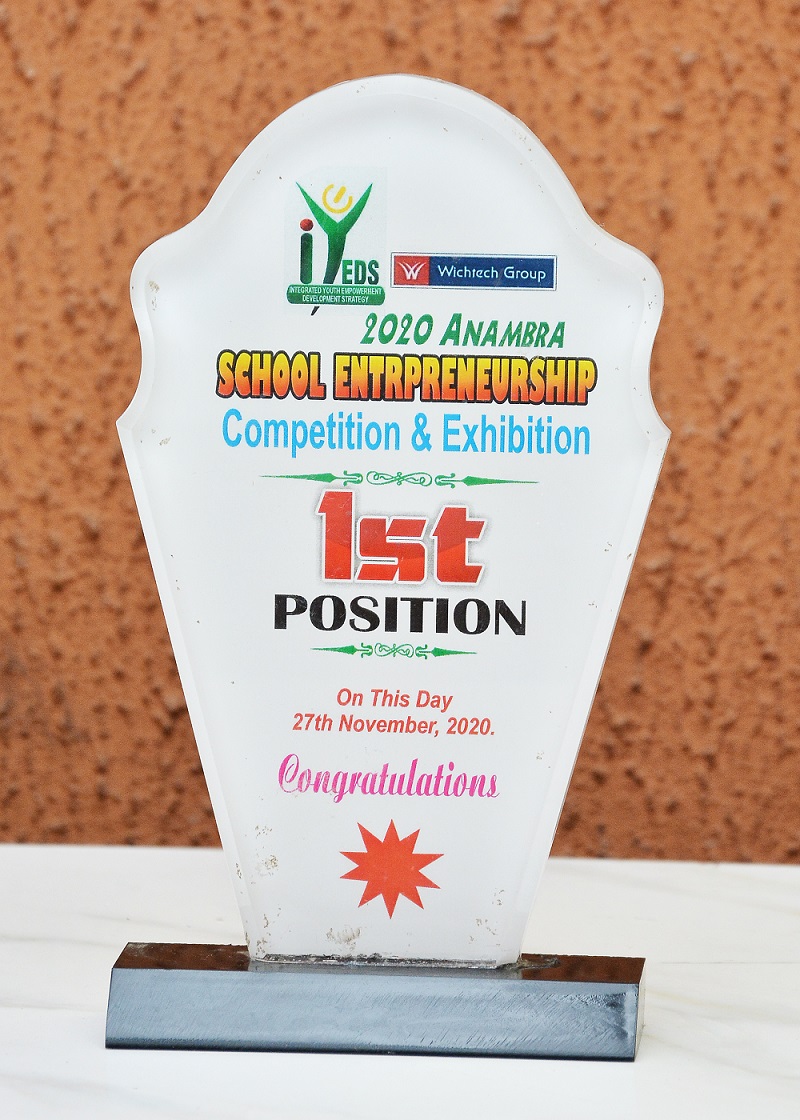 iYEDS
INTEGRATED YOUTH EMPOWERMENT
DEVELOPMENT STRATEGY
W Wichtech Group
2020 ANAMBRA
SCHOOL ENTRPRENEURSHIP
Competition & Exhibition
1st
POSITION
On This Day
27th November, 2020.
Congratulations